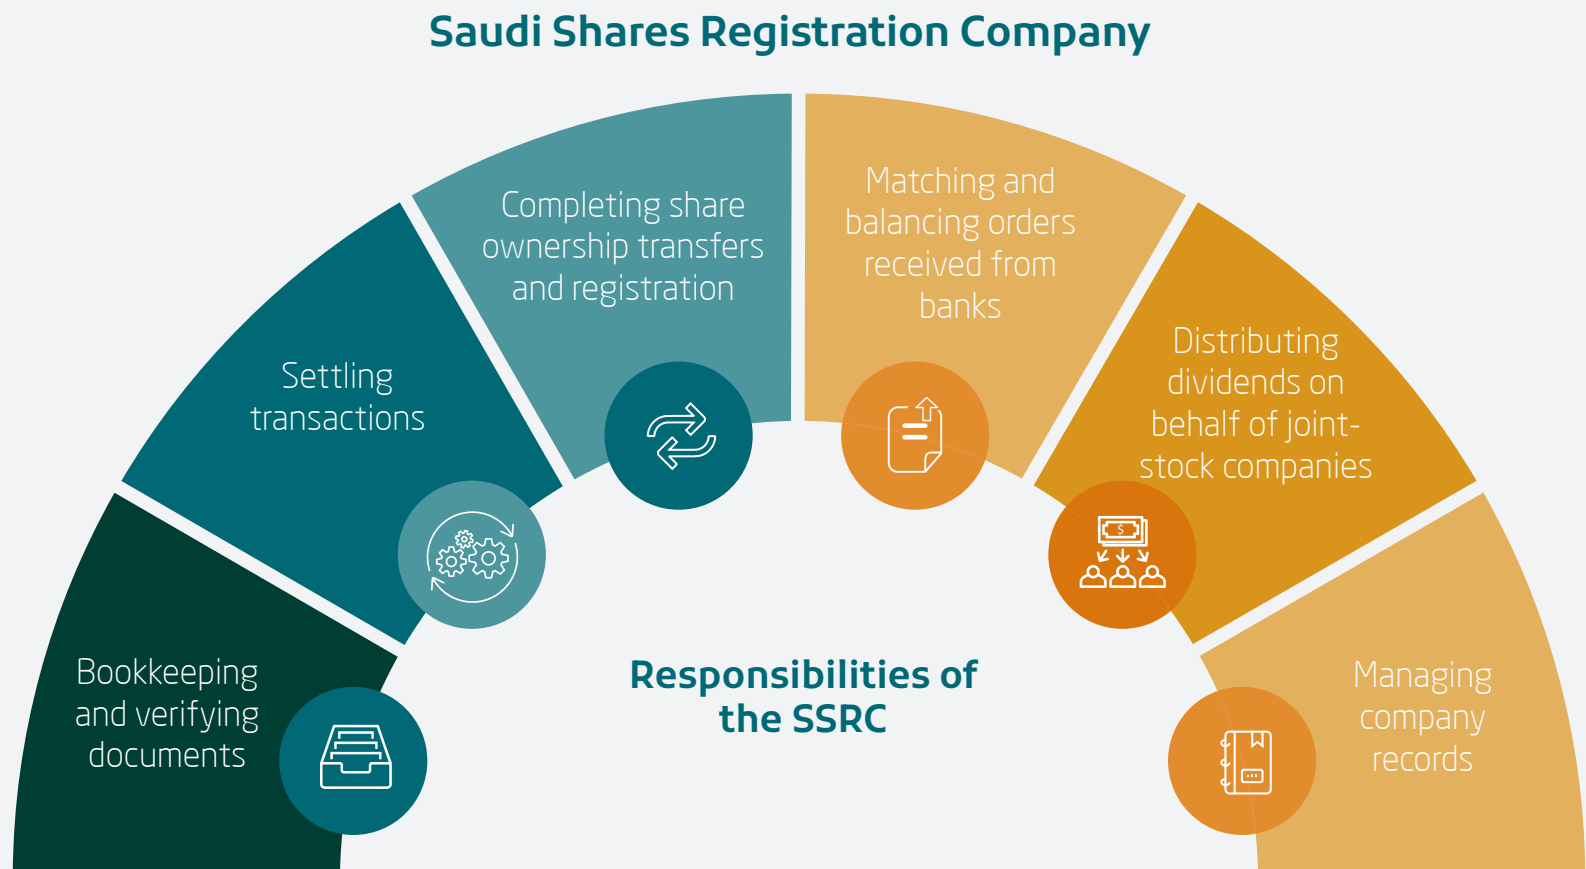 Saudi Shares Registration Company
Bookkeeping
and verifying
documents
Settling
transactions
Completing share
ownership transfers
and registration
Matching and
balancing orders
received from
banks
Distributing
dividends on
behalf of joint-
stock companies
Managing
company
records
Responsibilities of
the SSRC
$